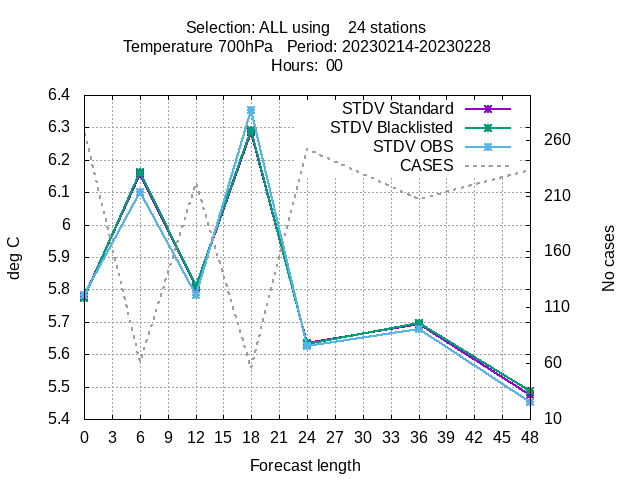 Selection: ALL using 24 stations
Temperature 700hPa Period: 20230214-20230228
Hours: 00
6.4
6.3
6.2
6.1
6
5.9
5.8
5.7
5.6
5.5
5.4
deg C
STDV Standard
STDV Blacklisted
STDV OBS
CASES
260
210
160
110
60
10
No cases
0 3 6 9 12 15 18 21 24 27 30 33 36 39 42 45 48
Forecast length